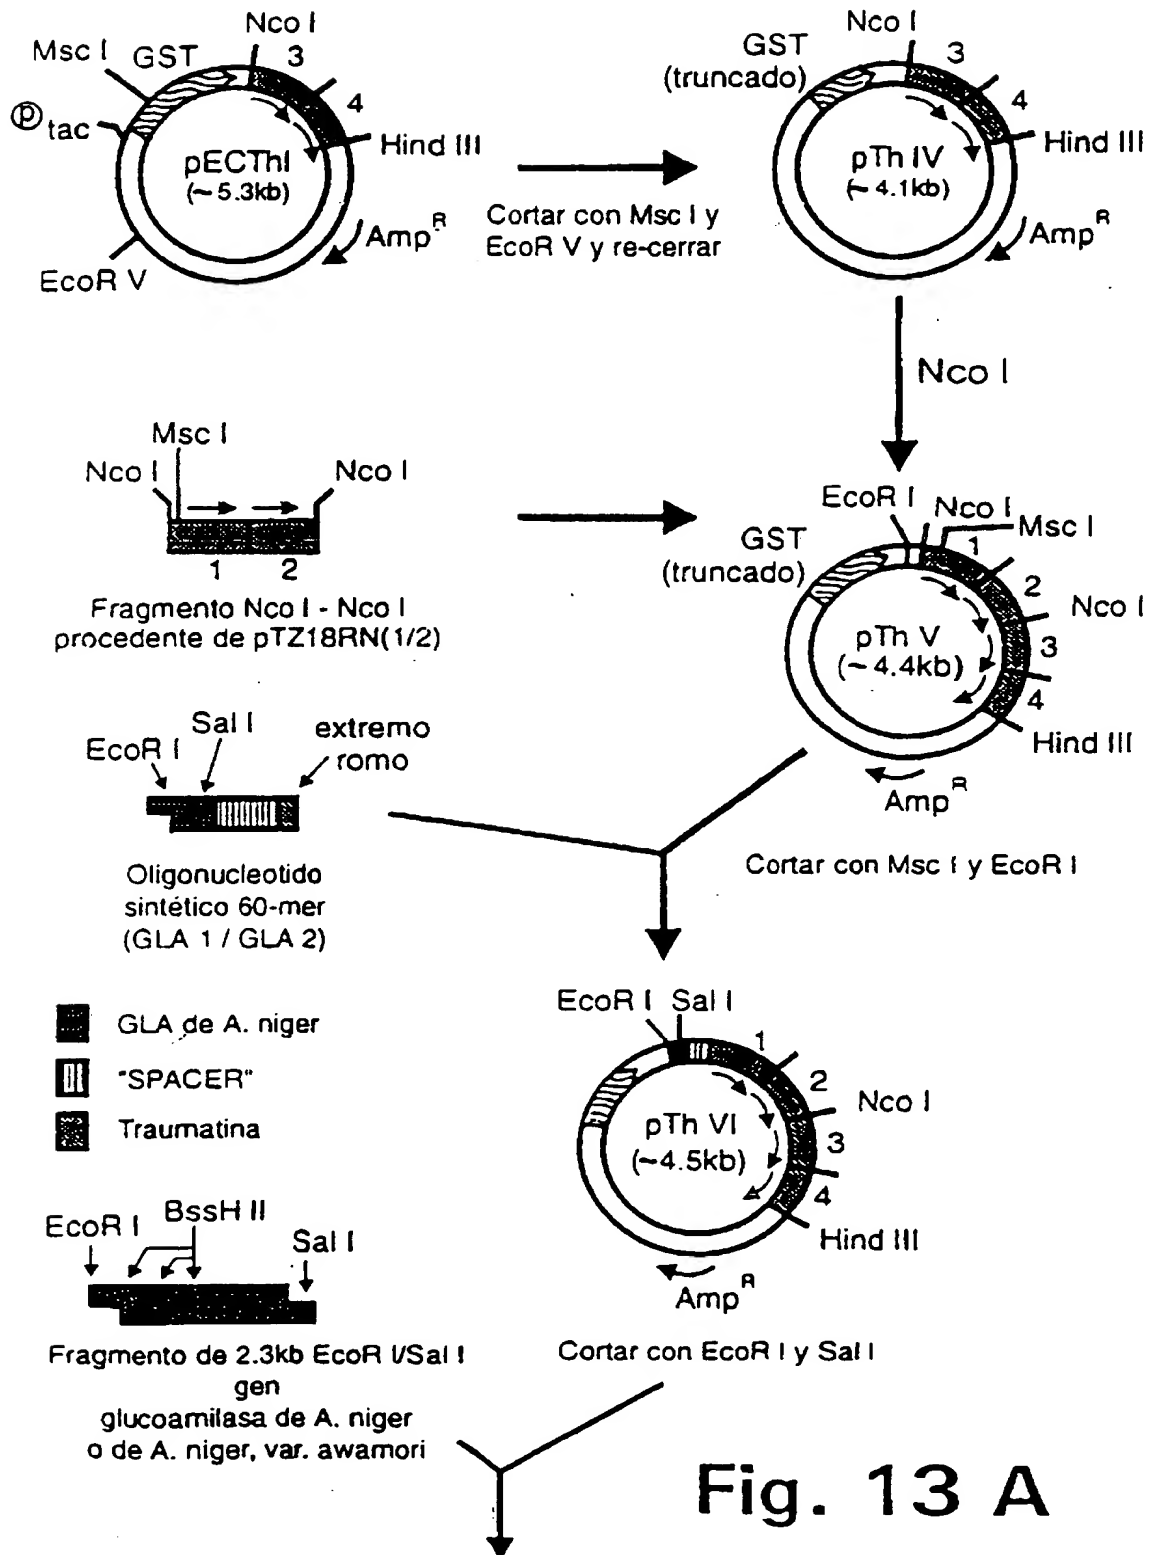 Nco I
Msc I
GST
3
4
Ⓟ tac
Hind III
pECThI
(~5.3kb)
Amp R
EcoR V
Cortar con Msc I y
EcoR V y re-cerrar
Nco I
GST
(truncado)
3
4
Hind III
pTh IV
(~4.1kb)
Amp R
Nco I
Msc I
Nco I
Nco I
1 2
Fragmento Nco I - Nco I
procedente de pTZ18RN(1/2)
EcoR I
Nco I
Msc I
GST
(truncado)
1
2
Nco I
3
4
pTh V
(~4.4kb)
Hind III
Amp R
Cortar con Msc I y EcoR I
Sal I
EcoR I
extremo
romo
Oligonucleotido
sintético 60-mer
(GLA 1 / GLA 2)
GLA de A. niger
"SPACER"
Traumatina
EcoR I
Sal I
1
2
Nco I
3
4
pTh VI
(~4.5kb)
Hind III
Amp R
Cortar con EcoR I y Sal I
EcoR I
BssH II
Sal I
Fragmento de 2.3kb EcoR I/Sal I
gen
glucoamilasa de A. niger
o de A. niger, var. awamori
Fig. 13 A